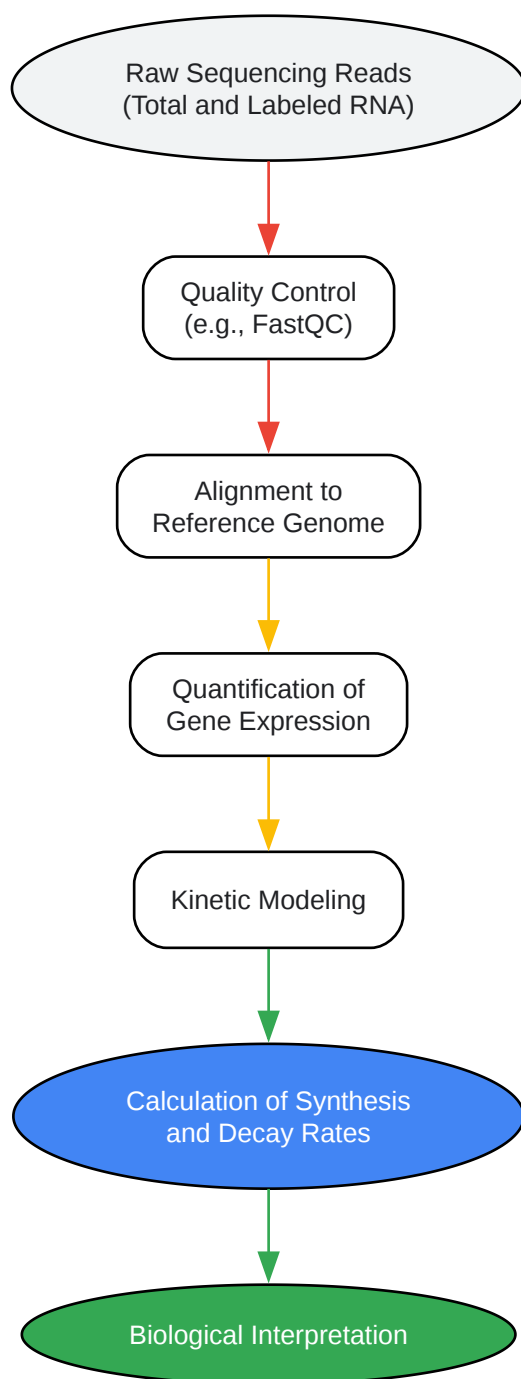 Raw Sequencing Reads
(Total and Labeled RNA)
Quality Control
(e.g., FastQC)
Alignment to
Reference Genome
Quantification of
Gene Expression
Kinetic Modeling
Calculation of Synthesis
and Decay Rates
Biological Interpretation